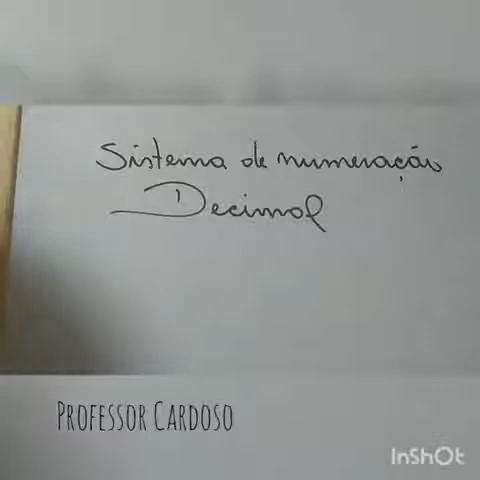 Sistema de numeração
Decimal
PROFESSOR CARDOSO
InShOt